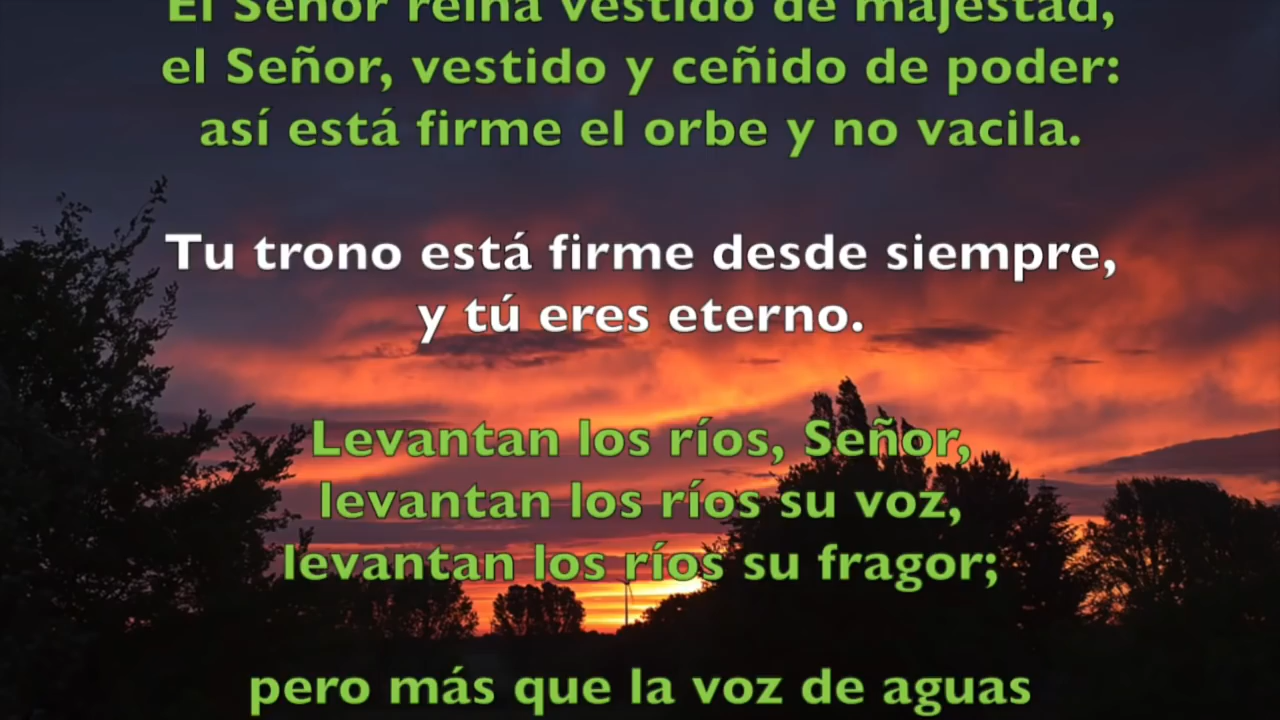 El Señor reina vestido de majestad,
el Señor, vestido y ceñido de poder:
así está firme el orbe y no vacila.
Tu trono está firme desde siempre,
y tú eres eterno.
Levantan los ríos, Señor,
levantan los ríos su voz,
levantan los ríos su fragor;
pero más que la voz de aguas